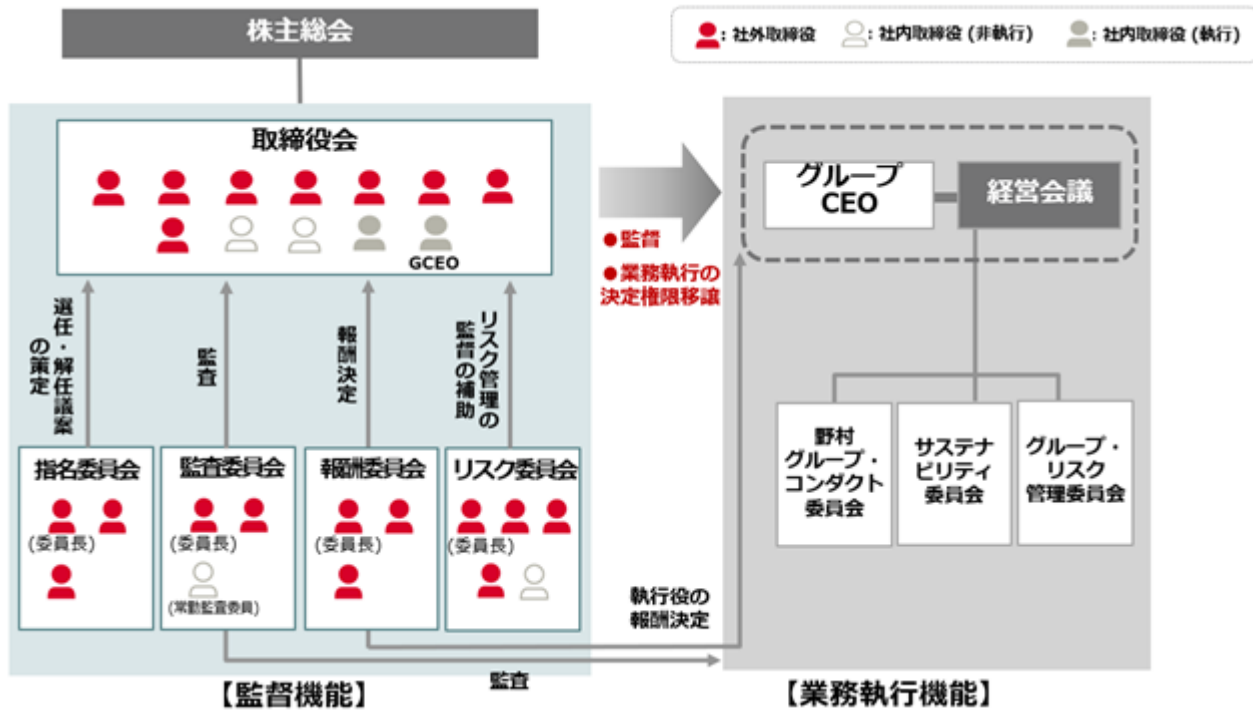 株主総会
: 社外取締役
: 社内取締役 (非執行)
: 社内取締役 (執行)
取締役会
GCEO
選任・解任議案
の策定
監査
報酬決定
リスク管理の
監督の補助
指名委員会
(委員長)
監査委員会
(委員長)
(常勤監査委員)
報酬委員会
(委員長)
リスク委員会
(委員長)
●監督
●業務執行の
決定権限移譲
グループ
CEO
経営会議
野村
グループ・
コンダクト
委員会
サステナ
ビリティ
委員会
グループ・
リスク
管理委員会
執行役の
報酬決定
監査
【監督機能】
【業務執行機能】